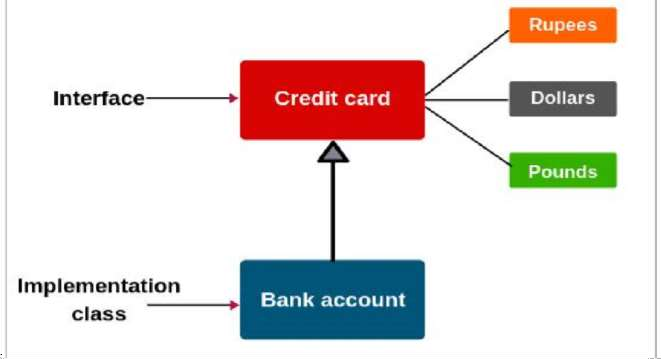 Rupees
Interface
Credit card
Dollars
Pounds
Implementation
class
Bank account